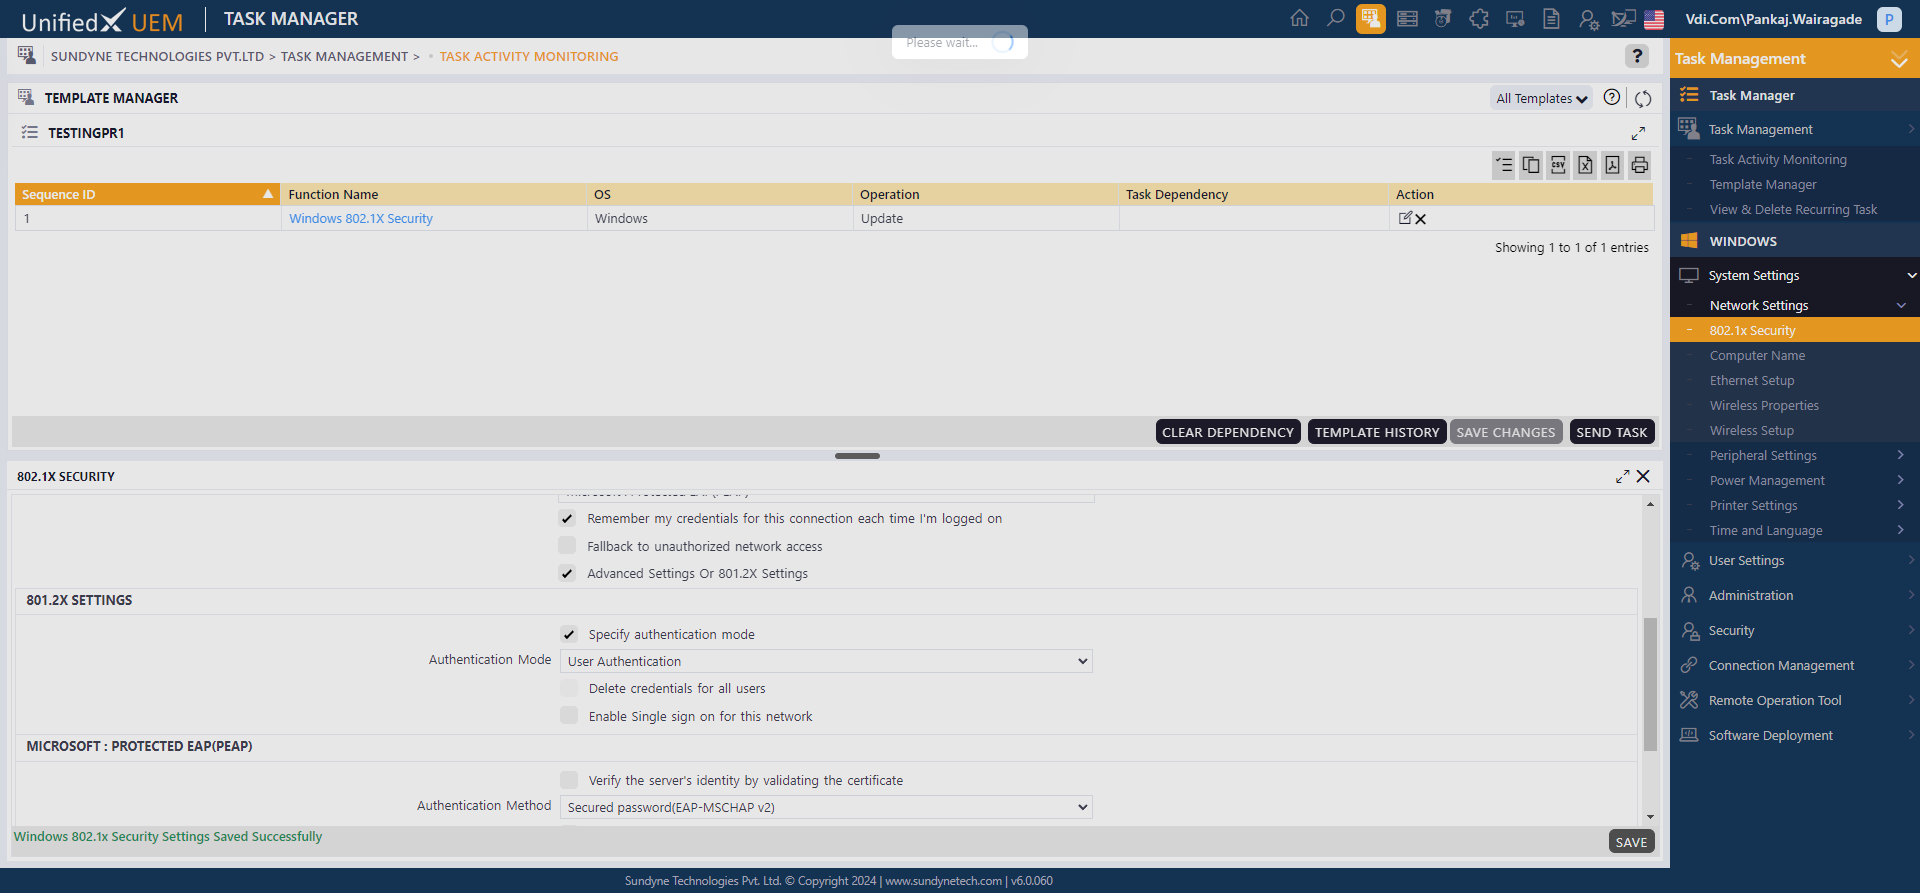 UnifiedX UEM
TASK MANAGER
Please wait...
Vdi.Com\Pankaj.Wairagade
P
SUNDYNE TECHNOLOGIES PVT.LTD > TASK MANAGEMENT > • TASK ACTIVITY MONITORING
?
TEMPLATE MANAGER
All Templates
?
TESTINGPR1
CSV
Sequence ID
Function Name
OS
Operation
Task Dependency
Action
1
Windows 802.1X Security
Windows
Update
Showing 1 to 1 of 1 entries
CLEAR DEPENDENCY
TEMPLATE HISTORY
SAVE CHANGES
SEND TASK
802.1X SECURITY
Microsoft : Protected EAP(PEAP)
Remember my credentials for this connection each time I'm logged on
Fallback to unauthorized network access
Advanced Settings Or 801.2X Settings
801.2X SETTINGS
Specify authentication mode
Authentication Mode
User Authentication
Delete credentials for all users
Enable Single sign on for this network
MICROSOFT : PROTECTED EAP(PEAP)
Verify the server's identity by validating the certificate
Authentication Method
Secured password(EAP-MSCHAP v2)
Windows 802.1x Security Settings Saved Successfully
SAVE
Task Management
Task Manager
Task Management
Task Activity Monitoring
Template Manager
View & Delete Recurring Task
WINDOWS
System Settings
Network Settings
802.1x Security
Computer Name
Ethernet Setup
Wireless Properties
Wireless Setup
Peripheral Settings
Power Management
Printer Settings
Time and Language
User Settings
Administration
Security
Connection Management
Remote Operation Tool
Software Deployment
Sundyne Technologies Pvt. Ltd. © Copyright 2024 | www.sundynetech.com | v6.0.060